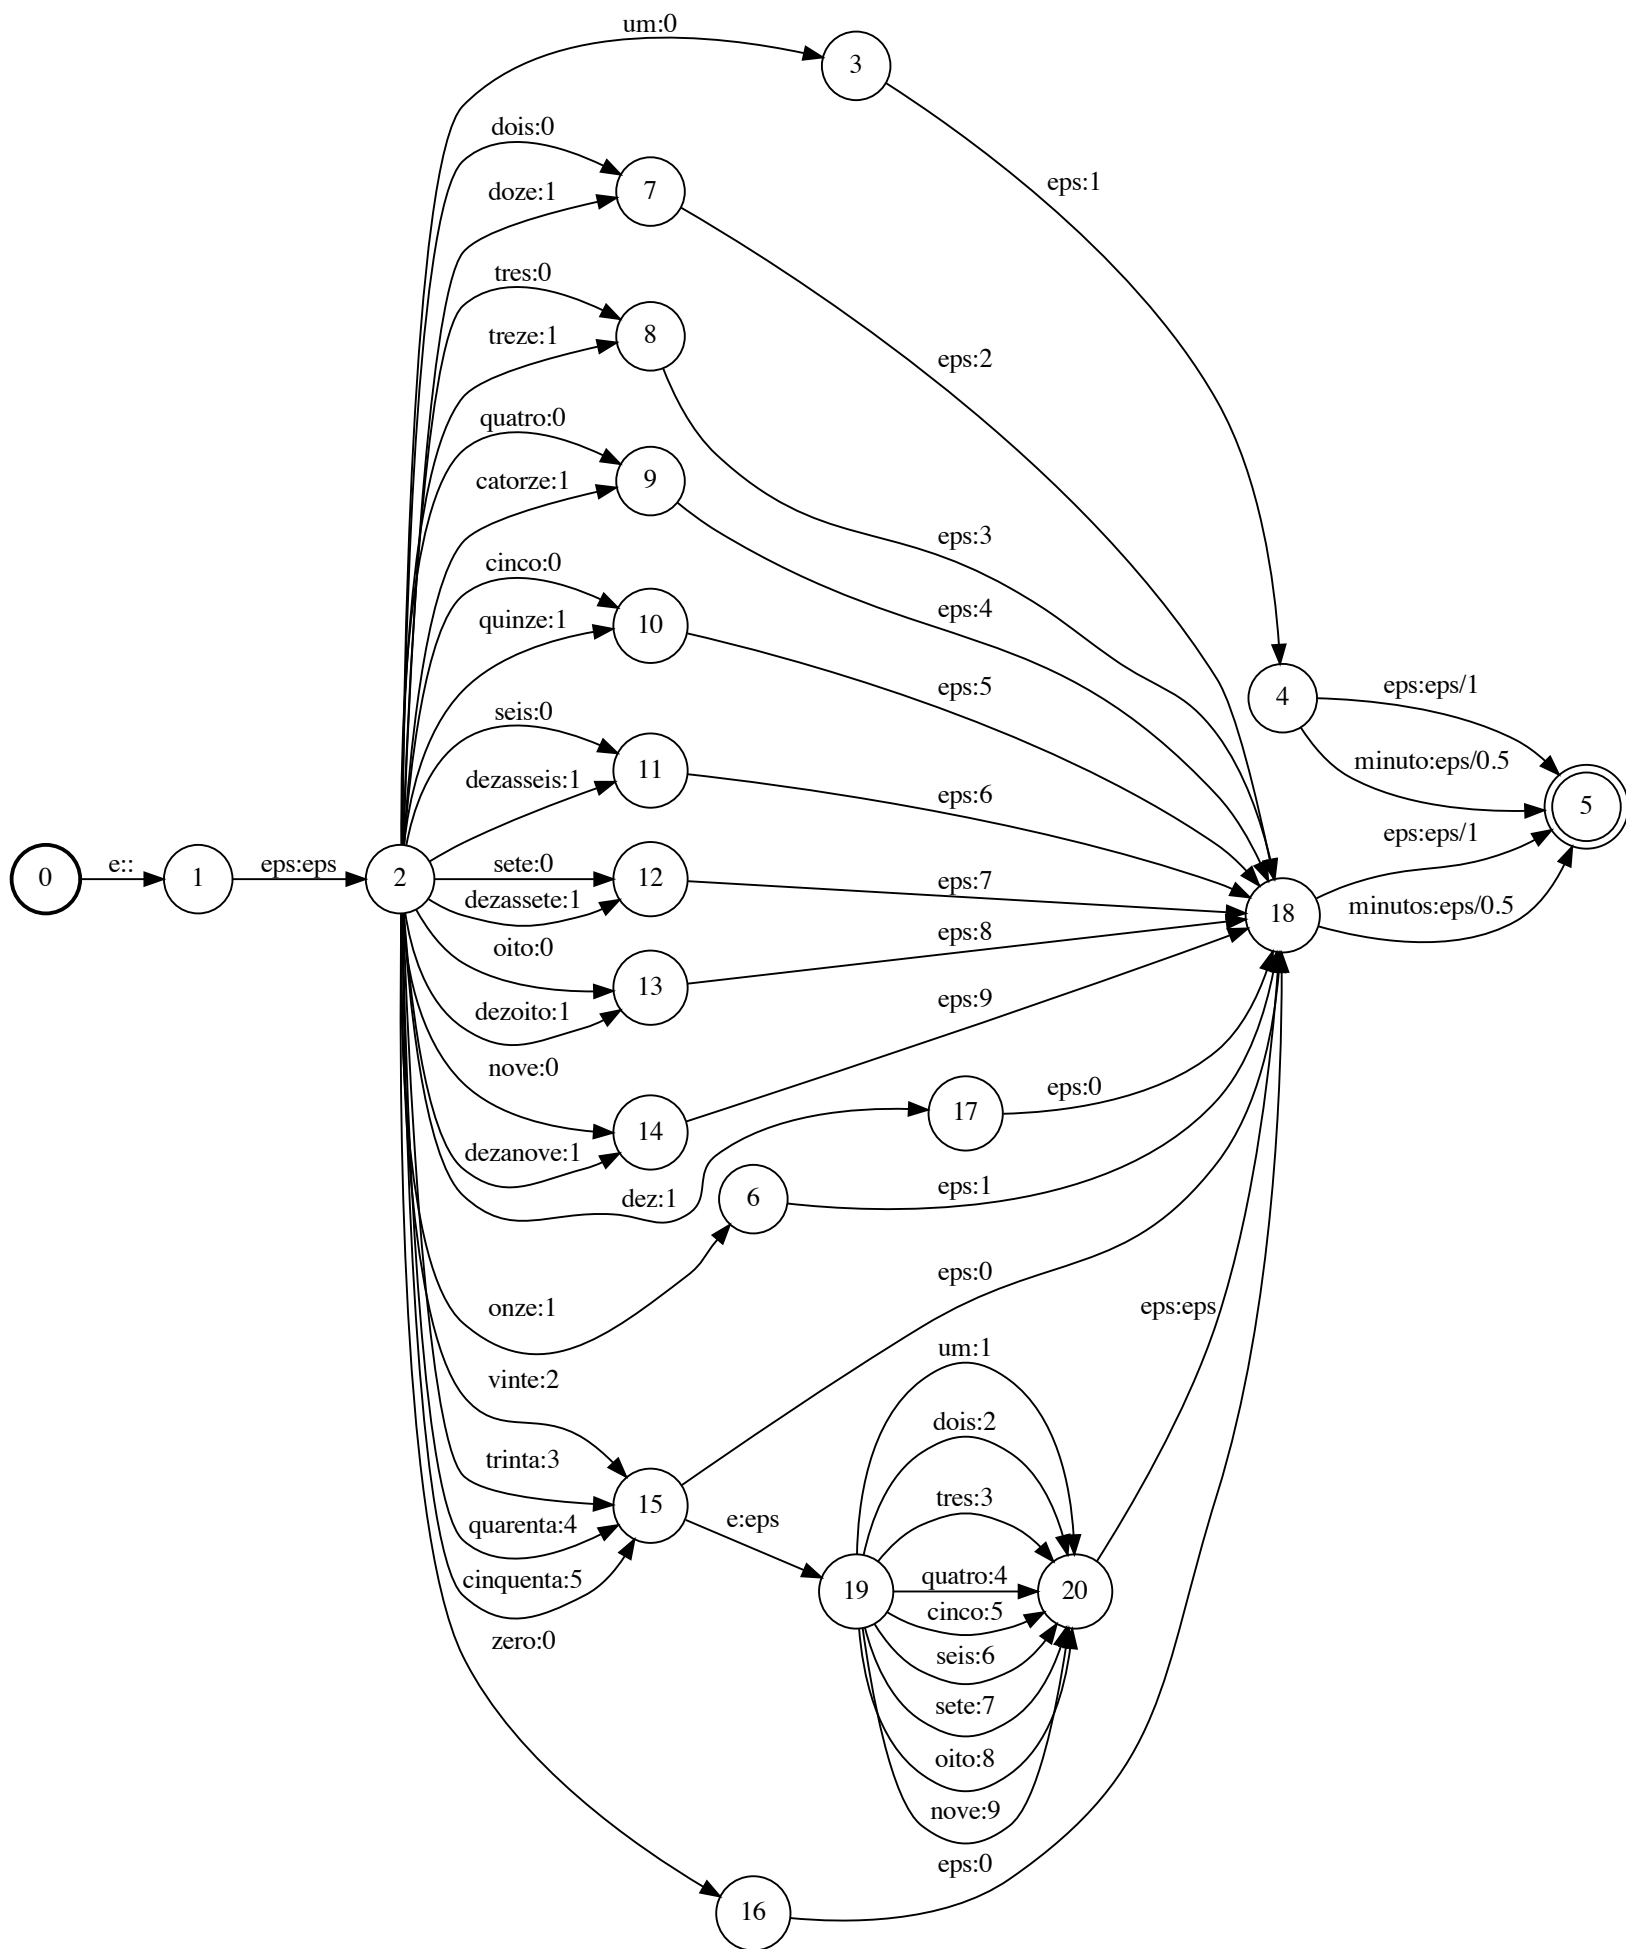 um:0
3
dois:0
eps:1
doze:1
7
tres:0
treze:1
8
eps:2
quatro:0
catorze:1
9
eps:3
cinco:0
eps:4
quinze:1
10
eps:5
4
eps:eps/1
seis:0
minuto:eps/0.5
dezasseis:1
11
eps:6
5
eps:eps/1
0
e::
1
eps:eps
2
sete:0
12
eps:7
dezassete:1
18
minutos:eps/0.5
oito:0
eps:8
13
dezoito:1
eps:9
nove:0
17
eps:0
14
dezanove:1
dez:1
6
eps:1
eps:0
onze:1
eps:eps
um:1
vinte:2
dois:2
trinta:3
tres:3
15
e:eps
quarenta:4
cinquenta:5
19
quatro:4
20
cinco:5
zero:0
seis:6
sete:7
oito:8
nove:9
eps:0
16